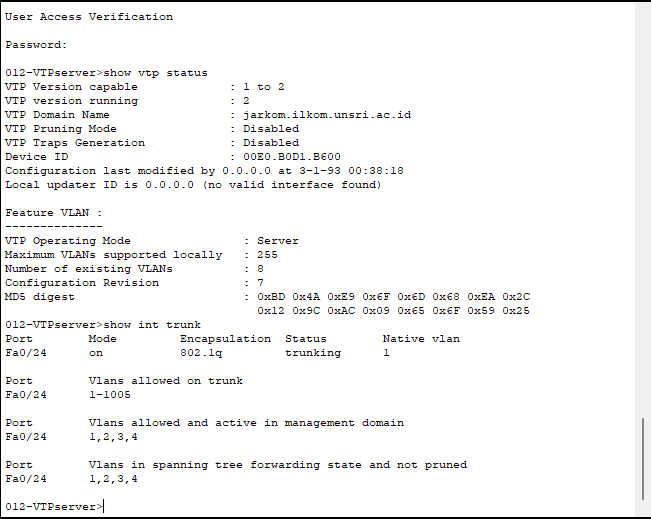 User Access Verification
Password:
012-VTPserver>show vtp status
VTP Version capable : 1 to 2
VTP version running : 2
VTP Domain Name : jarkom.ilkom.unsri.ac.id
VTP Pruning Mode : Disabled
VTP Traps Generation : Disabled
Device ID : 00E0.B0D1.B600
Configuration last modified by 0.0.0.0 at 3-1-93 00:38:18
Local updater ID is 0.0.0.0 (no valid interface found)
Feature VLAN :
--------------
VTP Operating Mode : Server
Maximum VLANs supported locally : 255
Number of existing VLANs : 8
Configuration Revision : 7
MD5 digest : 0xBD 0x4A 0xE9 0x6F 0x6D 0x68 0xEA 0x2C
0x12 0x9C 0xAC 0x09 0x65 0x6F 0x59 0x25
012-VTPserver>show int trunk
Port Mode Encapsulation Status Native vlan
Fa0/24 on 802.1q trunking 1
Port Vlans allowed on trunk
Fa0/24 1-1005
Port Vlans allowed and active in management domain
Fa0/24 1,2,3,4
Port Vlans in spanning tree forwarding state and not pruned
Fa0/24 1,2,3,4
012-VTPserver>